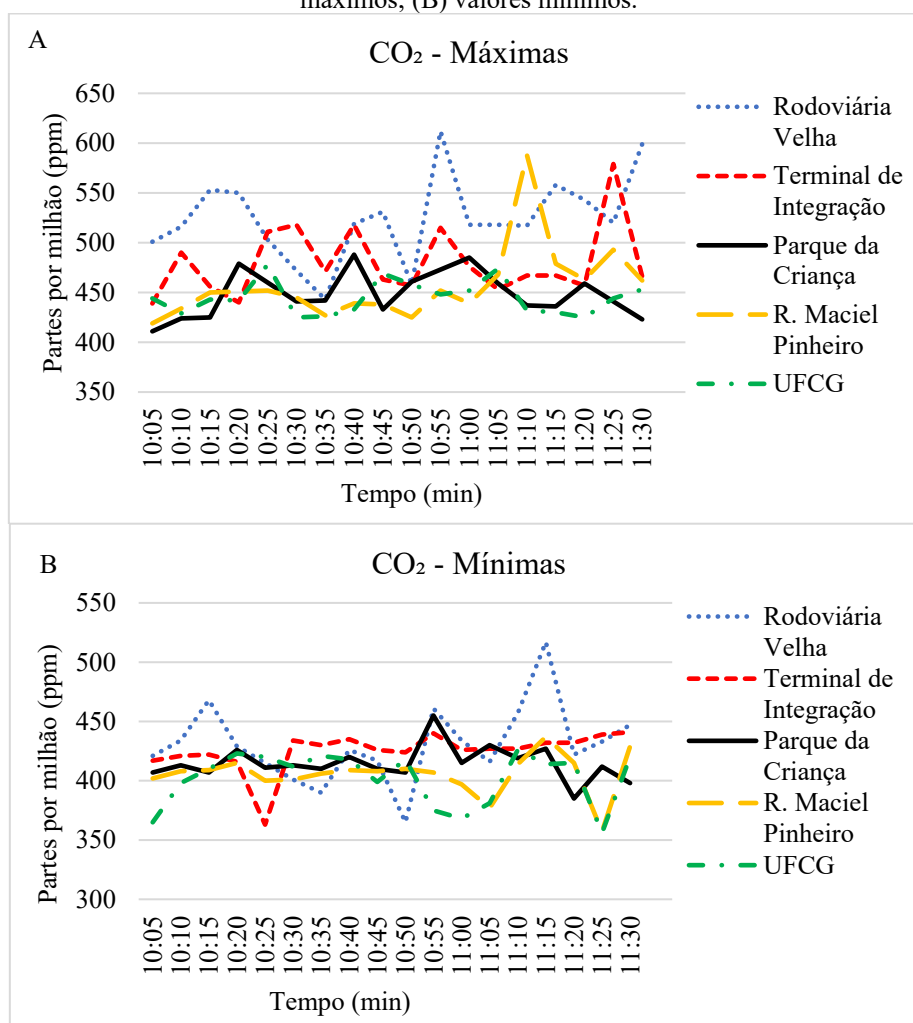 máximos; (B) valores mínimos.
A
CO₂ - Máximas
Partes por milhão (ppm)
650
600
550
500
450
400
350
10:05
10:10
10:15
10:20
10:25
10:30
10:35
10:40
10:45
10:50
10:55
11:00
11:05
11:10
11:15
11:20
11:25
11:30
Tempo (min)
Rodoviária
Velha
Terminal de
Integração
Parque da
Criança
R. Maciel
Pinheiro
UFCG
B
CO₂ - Mínimas
Partes por milhão (ppm)
550
500
450
400
350
300
10:05
10:10
10:15
10:20
10:25
10:30
10:35
10:40
10:45
10:50
10:55
11:00
11:05
11:10
11:15
11:20
11:25
11:30
Tempo (min)
Rodoviária
Velha
Terminal de
Integração
Parque da
Criança
R. Maciel
Pinheiro
UFCG